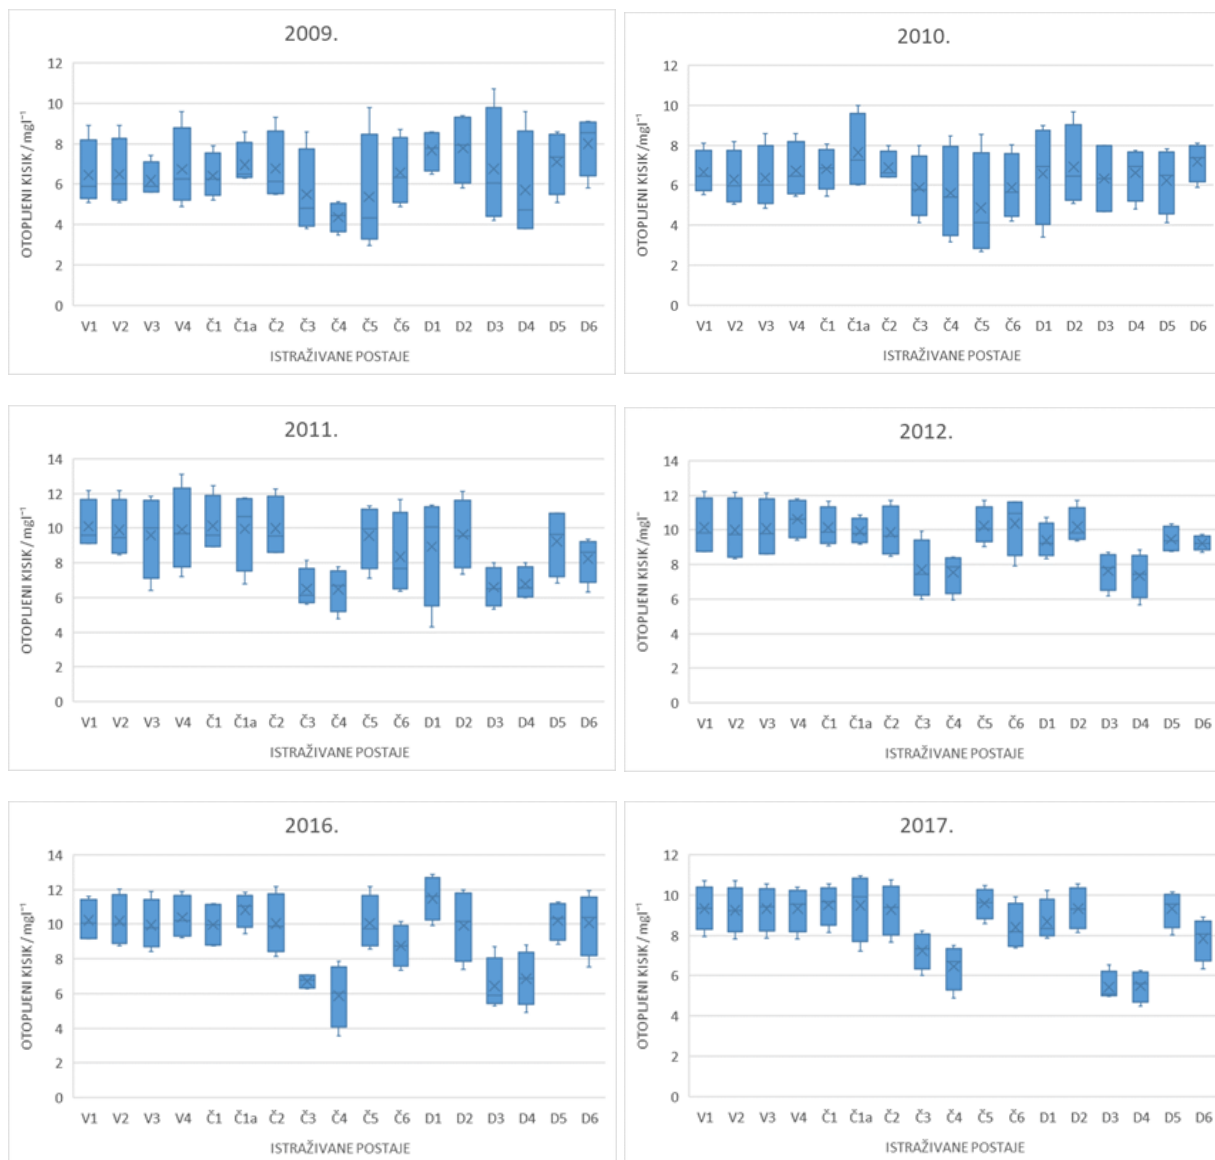 2009.
OTOPLJENI KISIK /mgl⁻¹
12
10
8
6
4
2
0
V1 V2 V3 V4 Č1 Č1a Č2 Č3 Č4 Č5 Č6 D1 D2 D3 D4 D5 D6
ISTRAŽIVANE POSTAJE
2010.
OTOPLJENI KISIK /mgl⁻¹
12
10
8
6
4
2
0
V1 V2 V3 V4 Č1 Č1a Č2 Č3 Č4 Č5 Č6 D1 D2 D3 D4 D5 D6
ISTRAŽIVANE POSTAJE
2011.
OTOPLJENI KISIK /mgl⁻¹
14
12
10
8
6
4
2
0
V1 V2 V3 V4 Č1 Č1a Č2 Č3 Č4 Č5 Č6 D1 D2 D3 D4 D5 D6
ISTRAŽIVANE POSTAJE
2012.
OTOPLJENI KISIK /mgl⁻
14
12
10
8
6
4
2
0
V1 V2 V3 V4 Č1 Č1a Č2 Č3 Č4 Č5 Č6 D1 D2 D3 D4 D5 D6
ISTRAŽIVANE POSTAJE
2016.
OTOPLJENI KISIK /mgl⁻¹
14
12
10
8
6
4
2
0
V1 V2 V3 V4 Č1 Č1a Č2 Č3 Č4 Č5 Č6 D1 D2 D3 D4 D5 D6
ISTRAŽIVANE POSTAJE
2017.
OTOPLJENI KISIK /mgl⁻¹
12
10
8
6
4
2
0
V1 V2 V3 V4 Č1 Č1a Č2 Č3 Č4 Č5 Č6 D1 D2 D3 D4 D5 D6
ISTRAŽIVANE POSTAJE